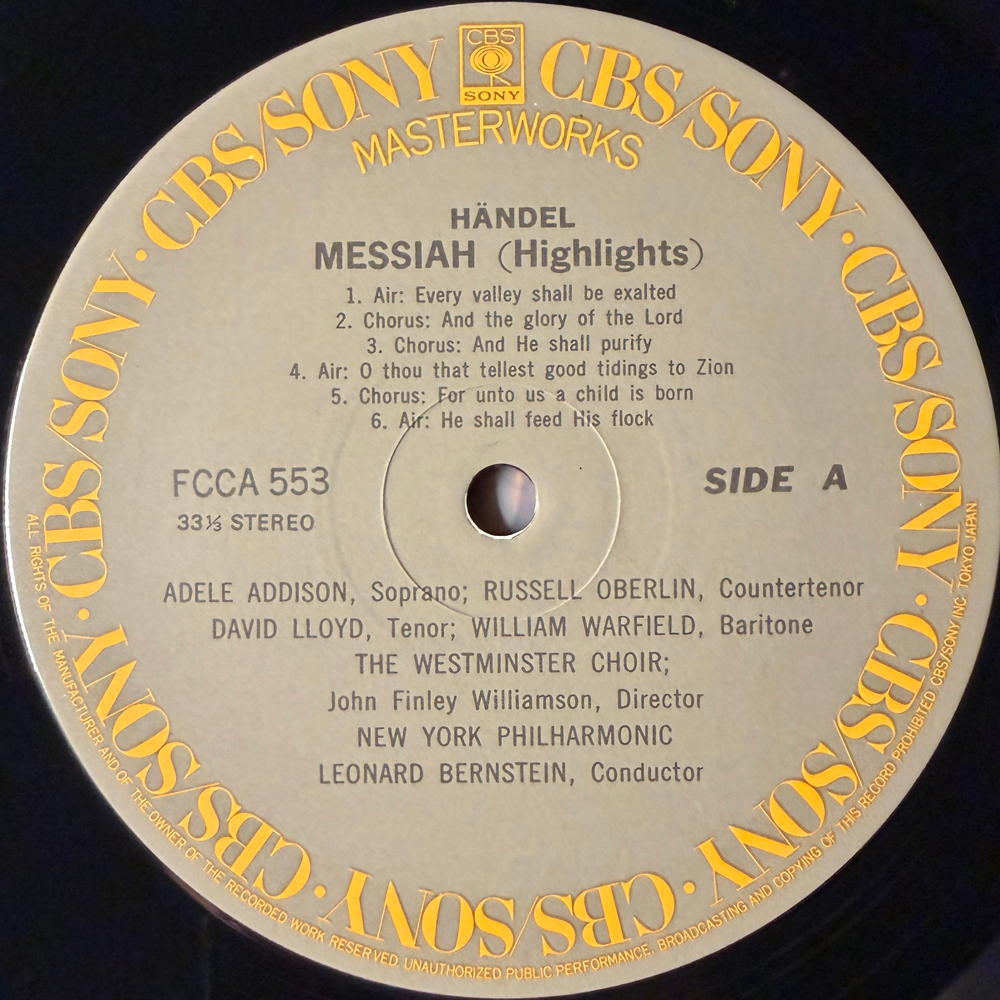 CBS
SONY
CBS/SONY · CBS/SONY · CBS/SONY · CBS/SONY · CBS/SONY · CBS/SONY · CBS/SONY · CBS/SONY
MASTERWORKS
HÄNDEL
MESSIAH (Highlights)
1. Air: Every valley shall be exalted
2. Chorus: And the glory of the Lord
3. Chorus: And He shall purify
4. Air: O thou that tellest good tidings to Zion
5. Chorus: For unto us a child is born
6. Air: He shall feed His flock
FCCA 553
33⅓ STEREO
SIDE A
ADELE ADDISON, Soprano; RUSSELL OBERLIN, Countertenor
DAVID LLOYD, Tenor; WILLIAM WARFIELD, Baritone
THE WESTMINSTER CHOIR;
John Finley Williamson, Director
NEW YORK PHILHARMONIC
LEONARD BERNSTEIN, Conductor
ALL RIGHTS OF THE MANUFACTURER AND OF THE OWNER OF THE RECORDED WORK RESERVED. UNAUTHORIZED PUBLIC PERFORMANCE, BROADCASTING AND COPYING OF THIS RECORD PROHIBITED CBS/SONY INC. TOKYO JAPAN